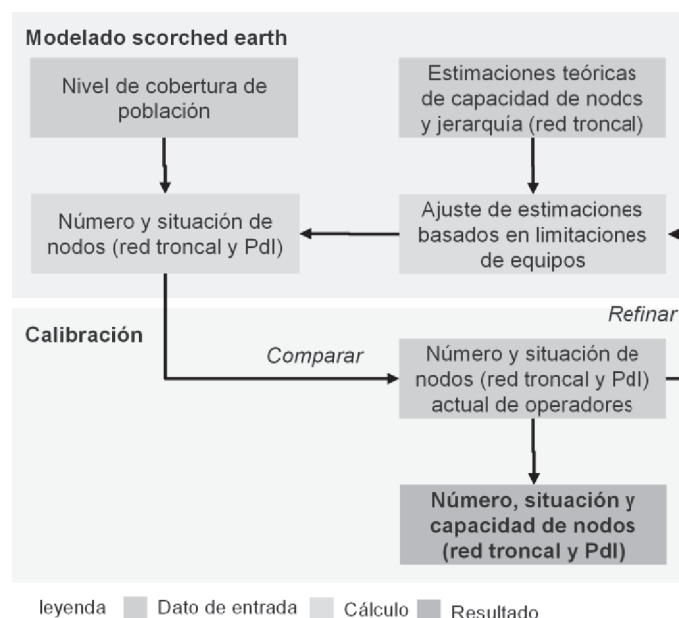 Modelado scorched earth
Nivel de cobertura de
población
Estimaciones teóricas
de capacidad de nodos
y jerarquía (red troncal)
Número y situación de
nodos (red troncal y PdI)
Ajuste de estimaciones
basados en limitaciones
de equipos
Refinar
Calibración
Comparar
Número y situación de
nodos (red troncal y PdI)
actual de operadores
Número, situación y
capacidad de nodos
(red troncal y PdI)
leyenda Dato de entrada Cálculo Resultado